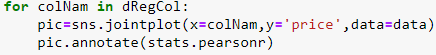 for colNam in dRegCol:
    pic=sns.jointplot(x=colNam,y='price',data=data)
    pic.annotate(stats.pearsonr)